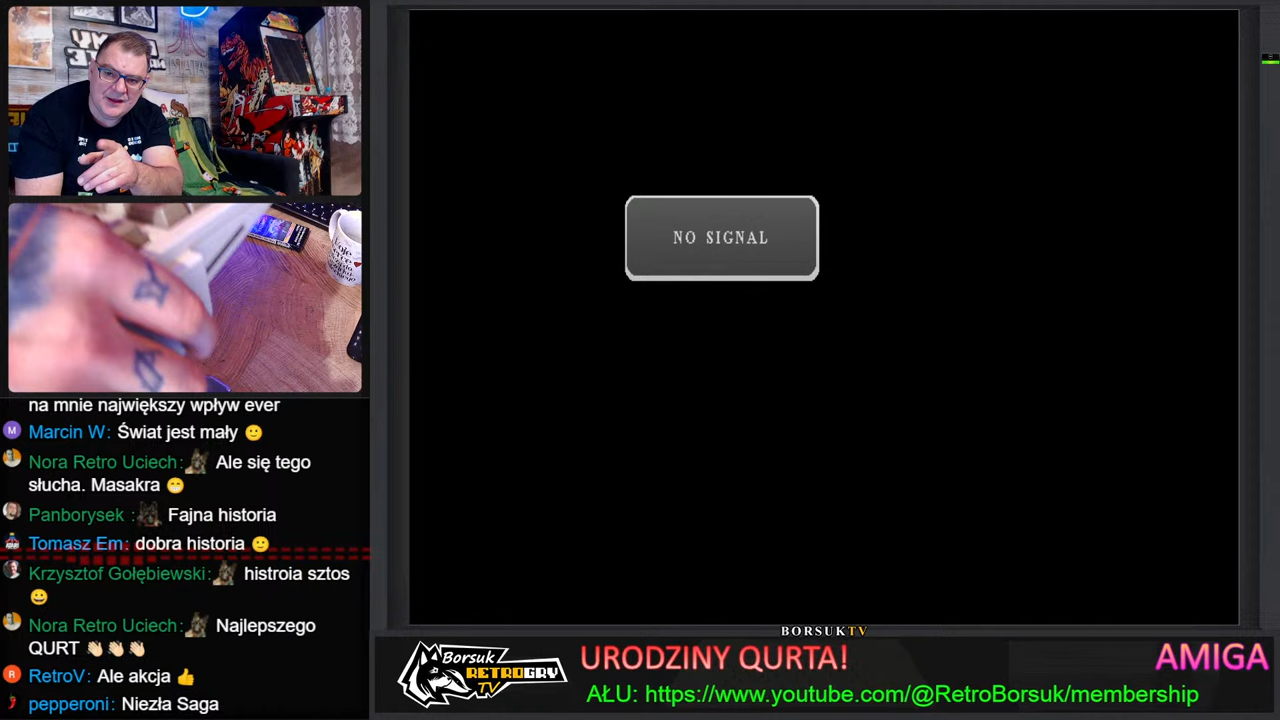 NO SIGNAL
na mnie największy wpływ ever
Marcin W: Świat jest mały
Nora Retro Uciech: Ale się tego
słucha. Masakra
Panborysek : Fajna historia
Tomasz Em: dobra historia
Krzysztof Gołębiewski: histroia sztos
Nora Retro Uciech: Najlepszego
QURT
RetroV: Ale akcja
pepperoni: Niezła Saga
BORSUKTV
Borsuk
RETROGRY
TV
URODZINY QURTA!
AMIGA
AŁU: https://www.youtube.com/@RetroBorsuk/membership